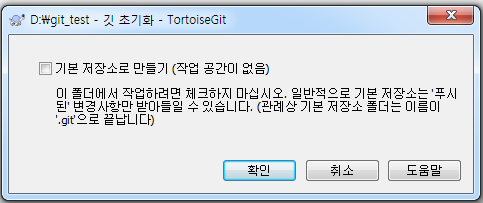 D:\git_test - 깃 초기화 - TortoiseGit
기본 저장소로 만들기 (작업 공간이 없음)
이 폴더에서 작업하려면 체크하지 마십시오. 일반적으로 기본 저장소는 '푸시
된' 변경사항만 받아들일 수 있습니다. (관례상 기본 저장소 폴더는 이름이
'.git'으로 끝납니다)
확인
취소
도움말